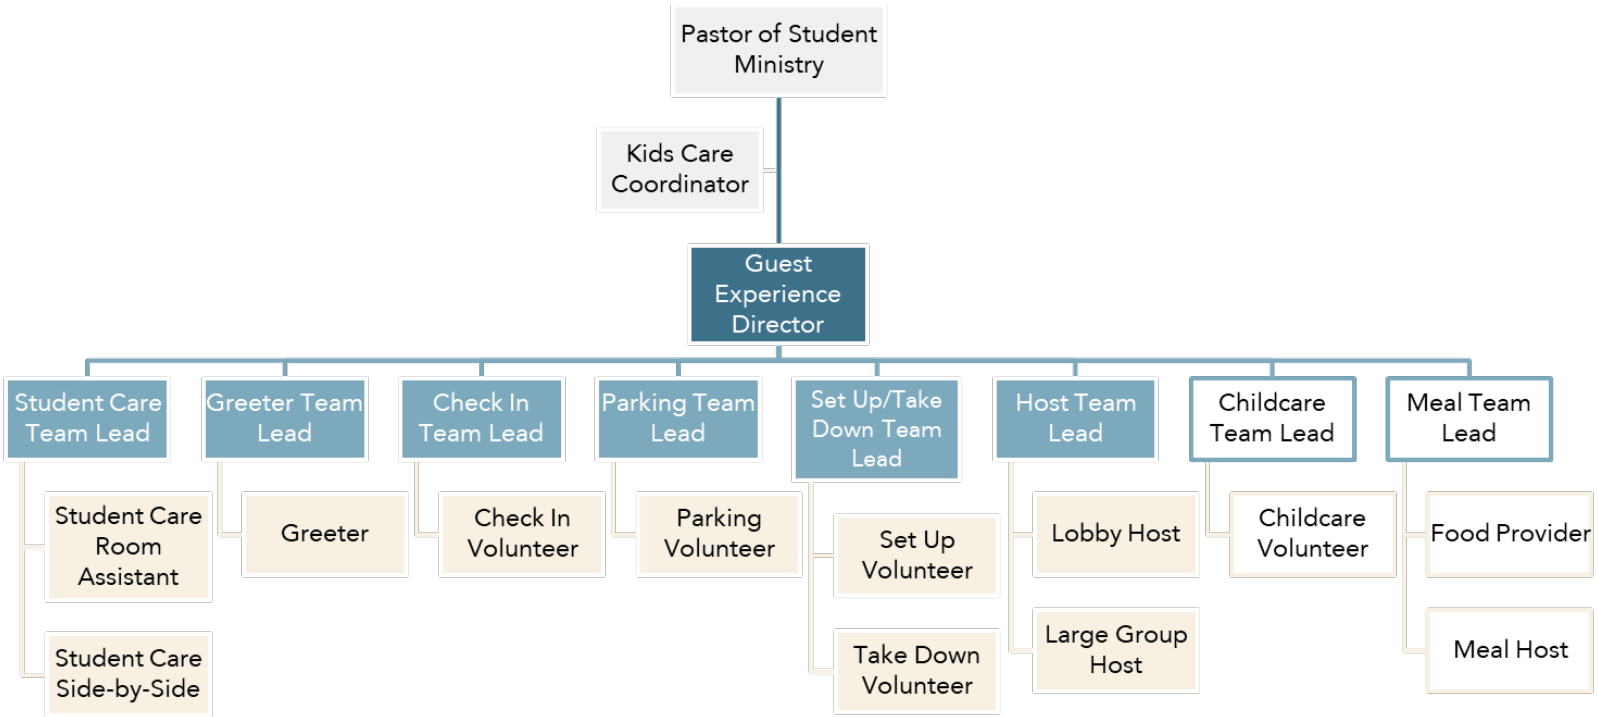 Pastor of Student
Ministry
Kids Care
Coordinator
Guest
Experience
Director
Student Care
Team Lead
Greeter Team
Lead
Check In
Team Lead
Parking Team
Lead
Set Up/Take
Down Team
Lead
Host Team
Lead
Childcare
Team Lead
Meal Team
Lead
Student Care
Room
Assistant
Greeter
Check In
Volunteer
Parking
Volunteer
Set Up
Volunteer
Lobby Host
Childcare
Volunteer
Food Provider
Student Care
Side-by-Side
Take Down
Volunteer
Large Group
Host
Meal Host